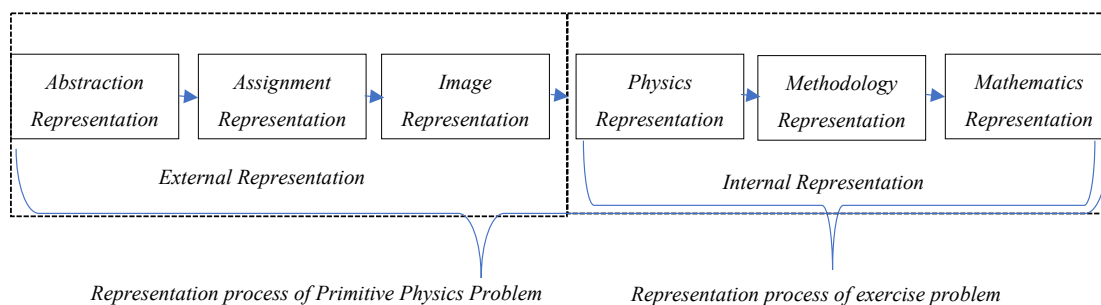 Abstraction
Representation
Assignment
Representation
Image
Representation
Physics
Representation
Methodology
Representation
Mathematics
Representation
External Representation
Internal Representation
Representation process of Primitive Physics Problem
Representation process of exercise problem